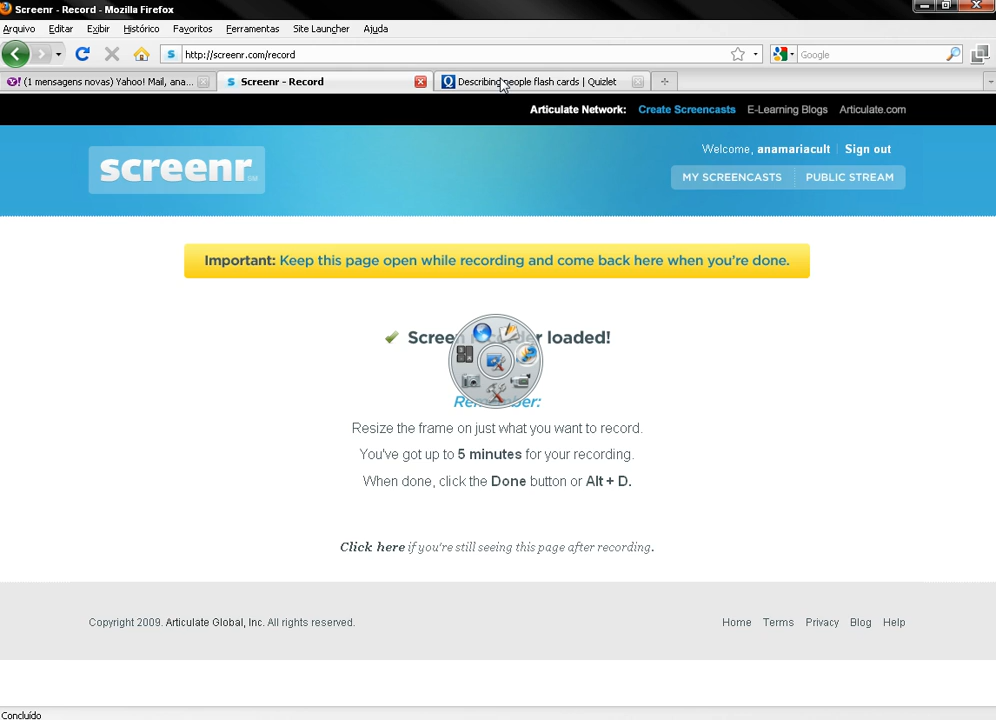 Screenr - Record - Mozilla Firefox
Arquivo Editar Exibir Histórico Favoritos Ferramentas Site Launcher Ajuda
http://screenr.com/record
Google
(1 mensagens novas) Yahoo! Mail, ana...
Screenr - Record
Describing people flash cards | Quizlet
Articulate Network: Create Screencasts E-Learning Blogs Articulate.com
Welcome, anamariacult | Sign out
screenr
MY SCREENCASTS PUBLIC STREAM
Important: Keep this page open while recording and come back here when you're done.
loaded!
Resize the frame on just what you want to record.
You've got up to 5 minutes for your recording.
When done, click the Done button or Alt + D.
Click here if you're still seeing this page after recording.
Copyright 2009. Articulate Global, Inc. All rights reserved.
Home Terms Privacy Blog Help
Concluído